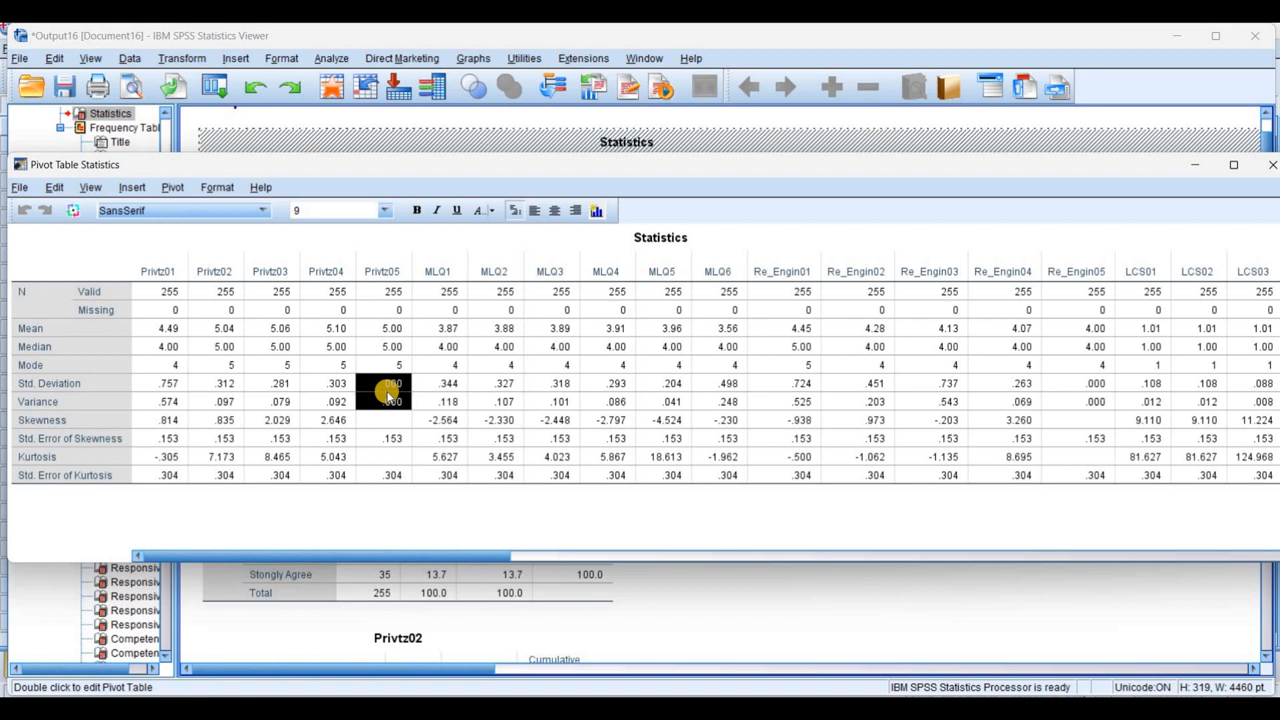 *Output16 [Document16] - IBM SPSS Statistics Viewer
File Edit View Data Transform Insert Format Analyze Direct Marketing Graphs Utilities Extensions Window Help
Statistics
Frequency Tabl
Title
Statistics
Pivot Table Statistics
File Edit View Insert Pivot Format Help
SansSerif 9 B I U A...
Statistics
Privtz01 Privtz02 Privtz03 Privtz04 Privtz05 MLQ1 MLQ2 MLQ3 MLQ4 MLQ5 MLQ6 Re_Engin01 Re_Engin02 Re_Engin03 Re_Engin04 Re_Engin05 LCS01 LCS02 LCS03
N Valid 255 255 255 255 255 255 255 255 255 255 255 255 255 255 255 255 255 255 255
Missing 0 0 0 0 0 0 0 0 0 0 0 0 0 0 0 0 0 0 0
Mean 4.49 5.04 5.06 5.10 5.00 3.87 3.88 3.89 3.91 3.96 3.56 4.45 4.28 4.13 4.07 4.00 1.01 1.01 1.01
Median 4.00 5.00 5.00 5.00 5.00 4.00 4.00 4.00 4.00 4.00 4.00 5.00 4.00 4.00 4.00 4.00 1.00 1.00 1.00
Mode 4 5 5 5 5 4 4 4 4 4 4 5 4 4 4 4 1 1 1
Std. Deviation .757 .312 .281 .303 .000 .344 .327 .318 .293 .204 .498 .724 .451 .737 .263 .000 .108 .108 .088
Variance .574 .097 .079 .092 .000 .118 .107 .101 .086 .041 .248 .525 .203 .543 .069 .000 .012 .012 .008
Skewness .814 .835 2.029 2.646 -2.564 -2.330 -2.448 -2.797 -4.524 -.230 -.938 .973 -.203 3.260 9.110 9.110 11.224
Std. Error of Skewness .153 .153 .153 .153 .153 .153 .153 .153 .153 .153 .153 .153 .153 .153 .153 .153 .153 .153 .153
Kurtosis -.305 7.173 8.465 5.043 5.627 3.455 4.023 5.867 18.613 -1.962 -.500 -1.062 -1.135 8.695 81.627 81.627 124.968
Std. Error of Kurtosis .304 .304 .304 .304 .304 .304 .304 .304 .304 .304 .304 .304 .304 .304 .304 .304 .304 .304 .304
Responsiv
Responsiv
Responsiv
Responsiv
Responsiv
Competen
Competen
Stongly Agree 35 13.7 13.7 100.0
Total 255 100.0 100.0
Privtz02
Cumulative
Double click to edit Pivot Table IBM SPSS Statistics Processor is ready Unicode:ON H: 319, W: 4460 pt.